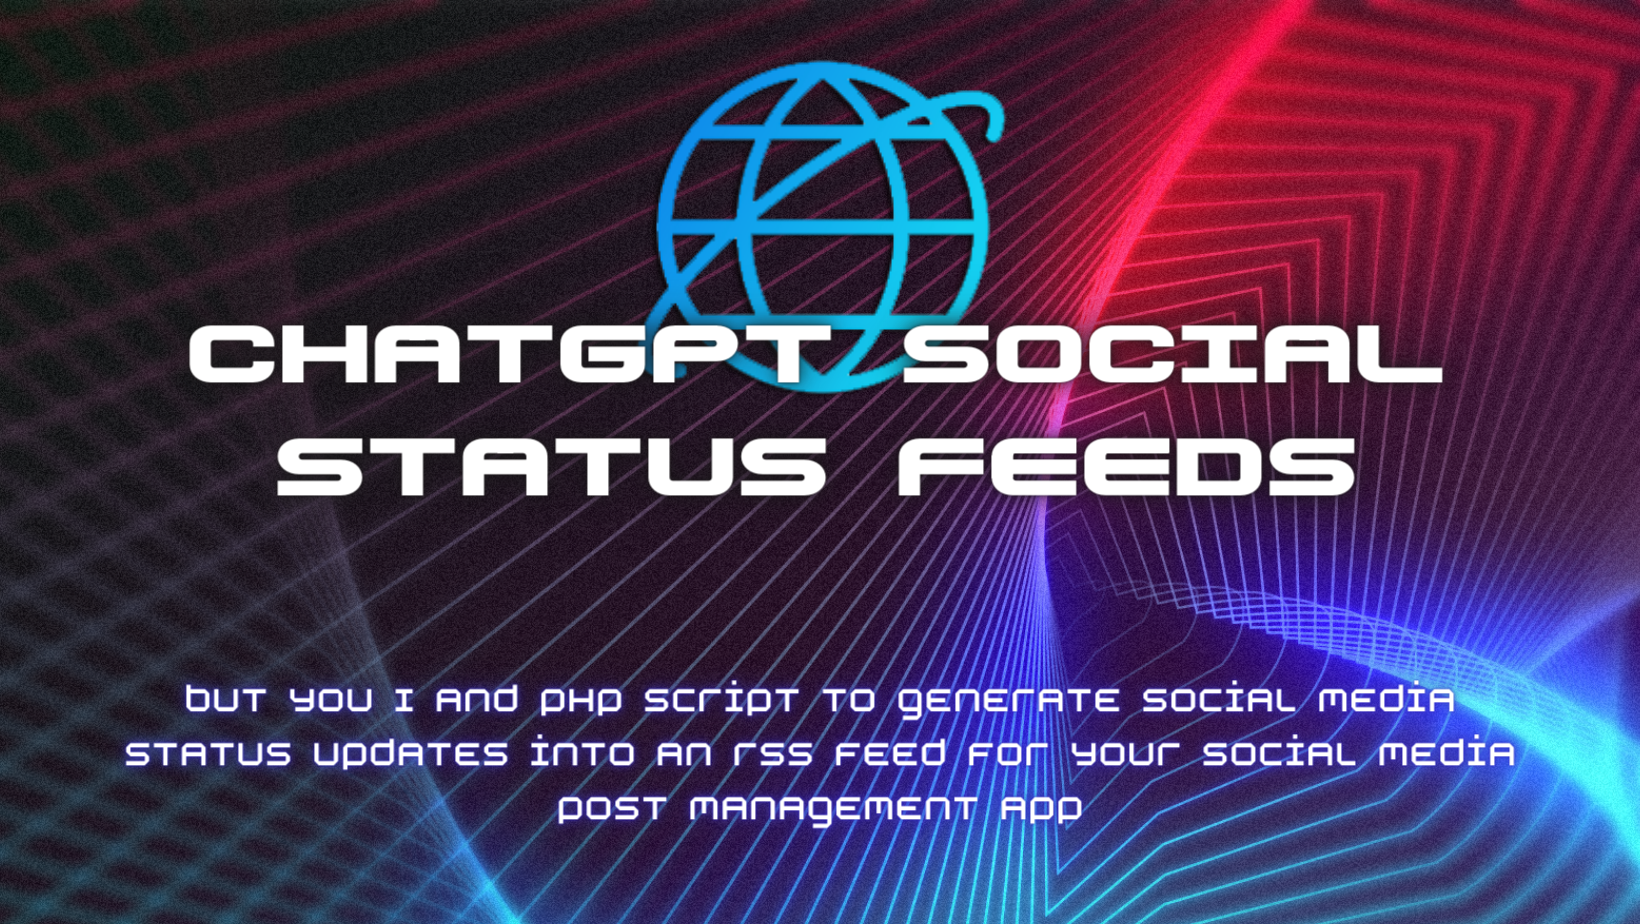 CHATGPT SOCIAL
STATUS FEEDS
but you I and php script to generate social media
status updates into an rss feed for your social media
post management app